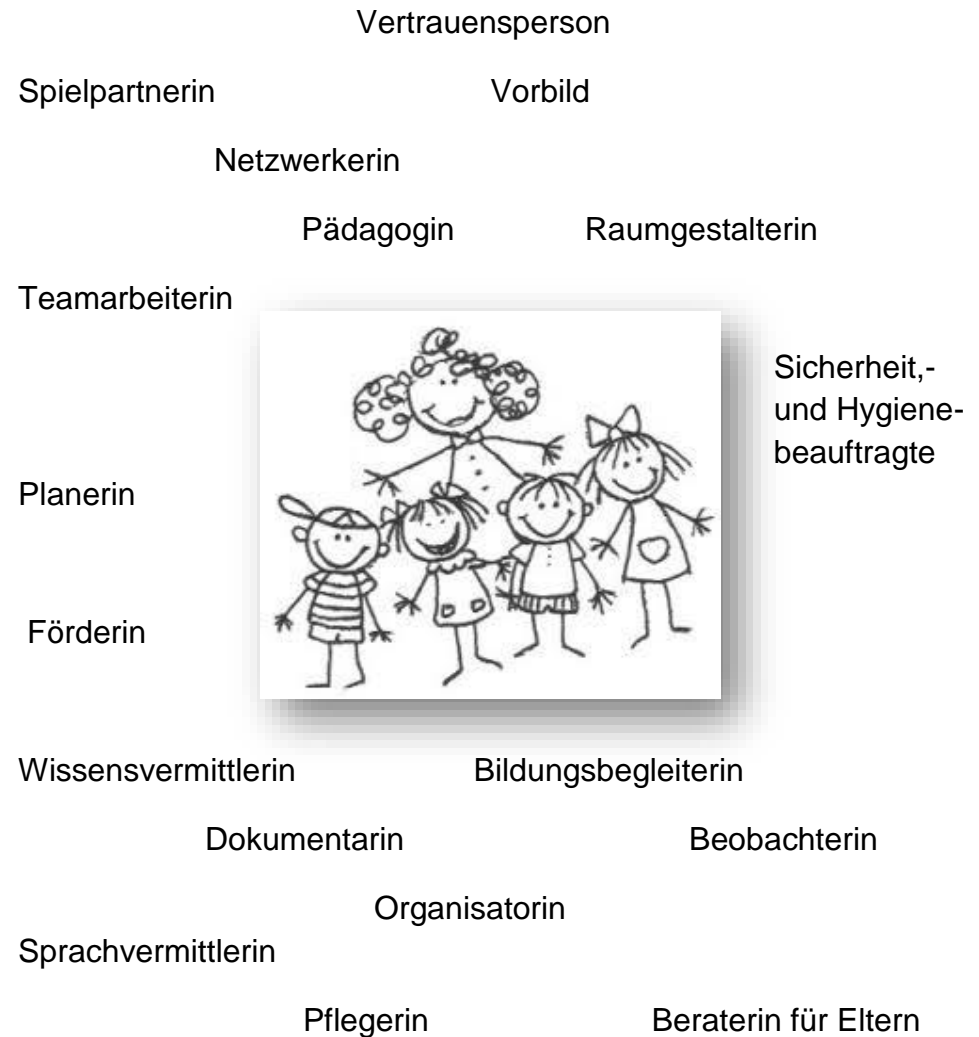 Vertrauensperson
Spielpartnerin Vorbild
Netzwerkerin
Pädagogin Raumgestalterin
Teamarbeiterin
Sicherheit,-
und Hygiene-
beauftragte
Planerin
Förderin
Wissensvermittlerin Bildungsbegleiterin
Dokumentarin Beobachterin
Organisatorin
Sprachvermittlerin
Pflegerin Beraterin für Eltern